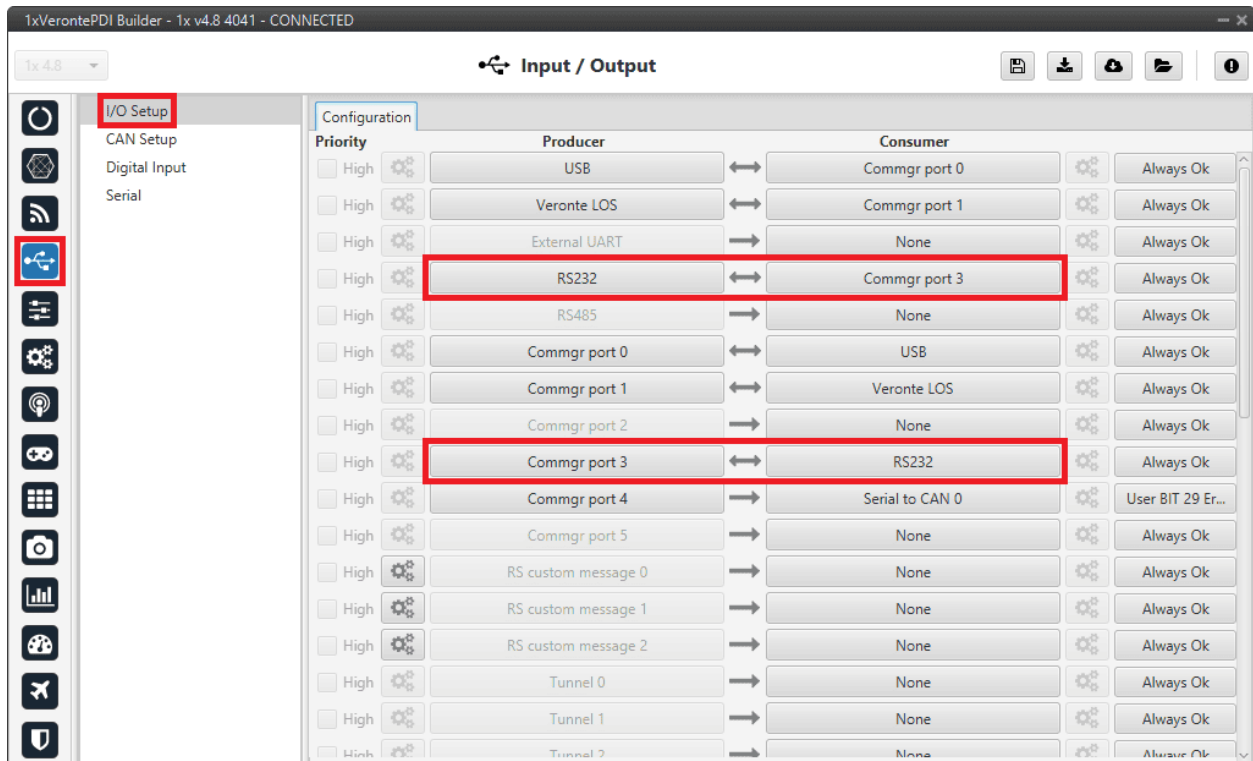 1xVerontePDI Builder - 1x v4.8 4041 - CONNECTED
1x 4.8 Input / Output
I/O Setup
CAN Setup
Digital Input
Serial
Configuration
Priority Producer Consumer
High USB Commgr port 0 Always Ok
High Veronte LOS Commgr port 1 Always Ok
High External UART None Always Ok
High RS232 Commgr port 3 Always Ok
High RS485 None Always Ok
High Commgr port 0 USB Always Ok
High Commgr port 1 Veronte LOS Always Ok
High Commgr port 2 None Always Ok
High Commgr port 3 RS232 Always Ok
High Commgr port 4 Serial to CAN 0 User BIT 29 Er...
High Commgr port 5 None Always Ok
High RS custom message 0 None Always Ok
High RS custom message 1 None Always Ok
High RS custom message 2 None Always Ok
High Tunnel 0 None Always Ok
High Tunnel 1 None Always Ok
High Tunnel 2 None Always Ok